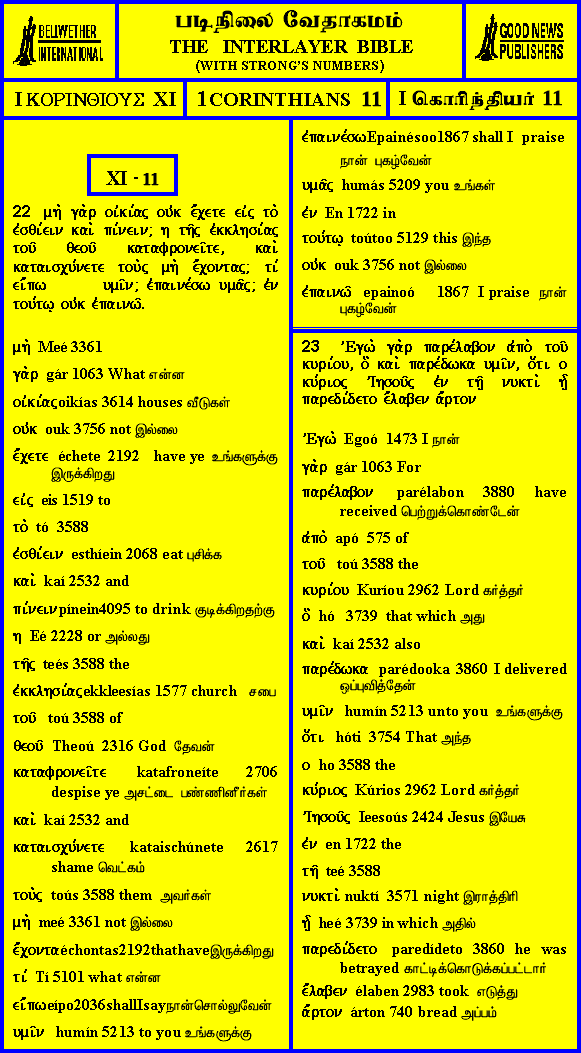 BELLWETHER
INTERNATIONAL
படிநிலை வேதாகமம்
THE INTERLAYER BIBLE
(WITH STRONG'S NUMBERS)
GOOD NEWS
PUBLISHERS
I ΚΟΡΙΝΘΙΟΥΣ XI
1 CORINTHIANS 11
I கொரிந்தியர் 11
XI - 11
22 μὴ γὰρ οἰκίας οὐκ ἔχετε εἰς τὸ
ἐσθίειν καὶ πίνειν; η τῆς ἐκκλησίας
τοῦ θεοῦ καταφρονεῖτε, καὶ
καταισχύνετε τοὺς μὴ ἔχοντας; τί
εἴπω υμῖν; ἐπαινέσω υμᾶς; ἐν
τούτῳ οὐκ ἐπαινῶ.
μὴ Meé 3361
γὰρ gár 1063 What என்ன
οἰκίας oikías 3614 houses வீடுகள்
οὐκ ouk 3756 not இல்லை
ἔχετε échete 2192 have ye உங்களுக்கு
இருக்கிறது
εἰς eis 1519 to
τὸ tó 3588
ἐσθίειν esthíein 2068 eat புசிக்க
καὶ kaí 2532 and
πίνειν pínein4095 to drink குடிக்கிறதற்கு
η Eé 2228 or அல்லது
τῆς teés 3588 the
ἐκκλησίας ekkleesías 1577 church சபை
τοῦ toú 3588 of
θεοῦ Theoú 2316 God தேவன்
καταφρονεῖτε katafroneíte 2706
despise ye அசட்டை பண்ணினீர்கள்
καὶ kaí 2532 and
καταισχύνετε kataischúnete 2617
shame வெட்கம்
τοὺς toús 3588 them அவர்கள்
μὴ meé 3361 not இல்லை
ἔχοντα échontas2192thathaveஇருக்கிறது
τί Tí 5101 what என்ன
εἴπω eípo2036shallIsayநான்சொல்லுவேன்
υμῖν humín 5213 to you உங்களுக்கு
ἐπαινέσωEpainésoo1867 shall I praise
நான் புகழ்வேன்
υμᾶς humás 5209 you உங்கள்
ἐν En 1722 in
τούτῳ toútoo 5129 this இந்த
οὐκ ouk 3756 not இல்லை
ἐπαινῶ epainoó 1867 I praise நான்
புகழ்வேன்
23 Ἐγὼ γὰρ παρέλαβον ἀπὸ τοῦ
κυρίου, ὃ καὶ παρέδωκα υμῖν, ὅτι ο
κύριος Ἰησοῦς ἐν τῇ νυκτὶ ᾗ
παρεδίδετο ἔλαβεν ἄρτον
Ἐγὼ Egoó 1473 I நான்
γὰρ gár 1063 For
παρέλαβον parélabon 3880 have
received பெற்றுக்கொண்டேன்
ἀπὸ apó 575 of
τοῦ toú 3588 the
κυρίου Kuríou 2962 Lord கர்த்தர்
ὃ hó 3739 that which அது
καὶ kaí 2532 also
παρέδωκα parédooka 3860 I delivered
ஒப்புவித்தேன்
υμῖν humín 5213 unto you உங்களுக்கு
ὅτι hóti 3754 That அந்த
ο ho 3588 the
κύριος Kúrios 2962 Lord கர்த்தர்
Ἰησοῦς Ieesoús 2424 Jesus இயேசு
ἐν en 1722 the
τῇ teé 3588
νυκτὶ nuktí 3571 night இராத்திரி
ᾗ heé 3739 in which அதில்
παρεδίδετο paredídeto 3860 he was
betrayed காட்டிக்கொடுக்கப்பட்டார்
ἔλαβεν élaben 2983 took எடுத்து
ἄρτον árton 740 bread அப்பம்